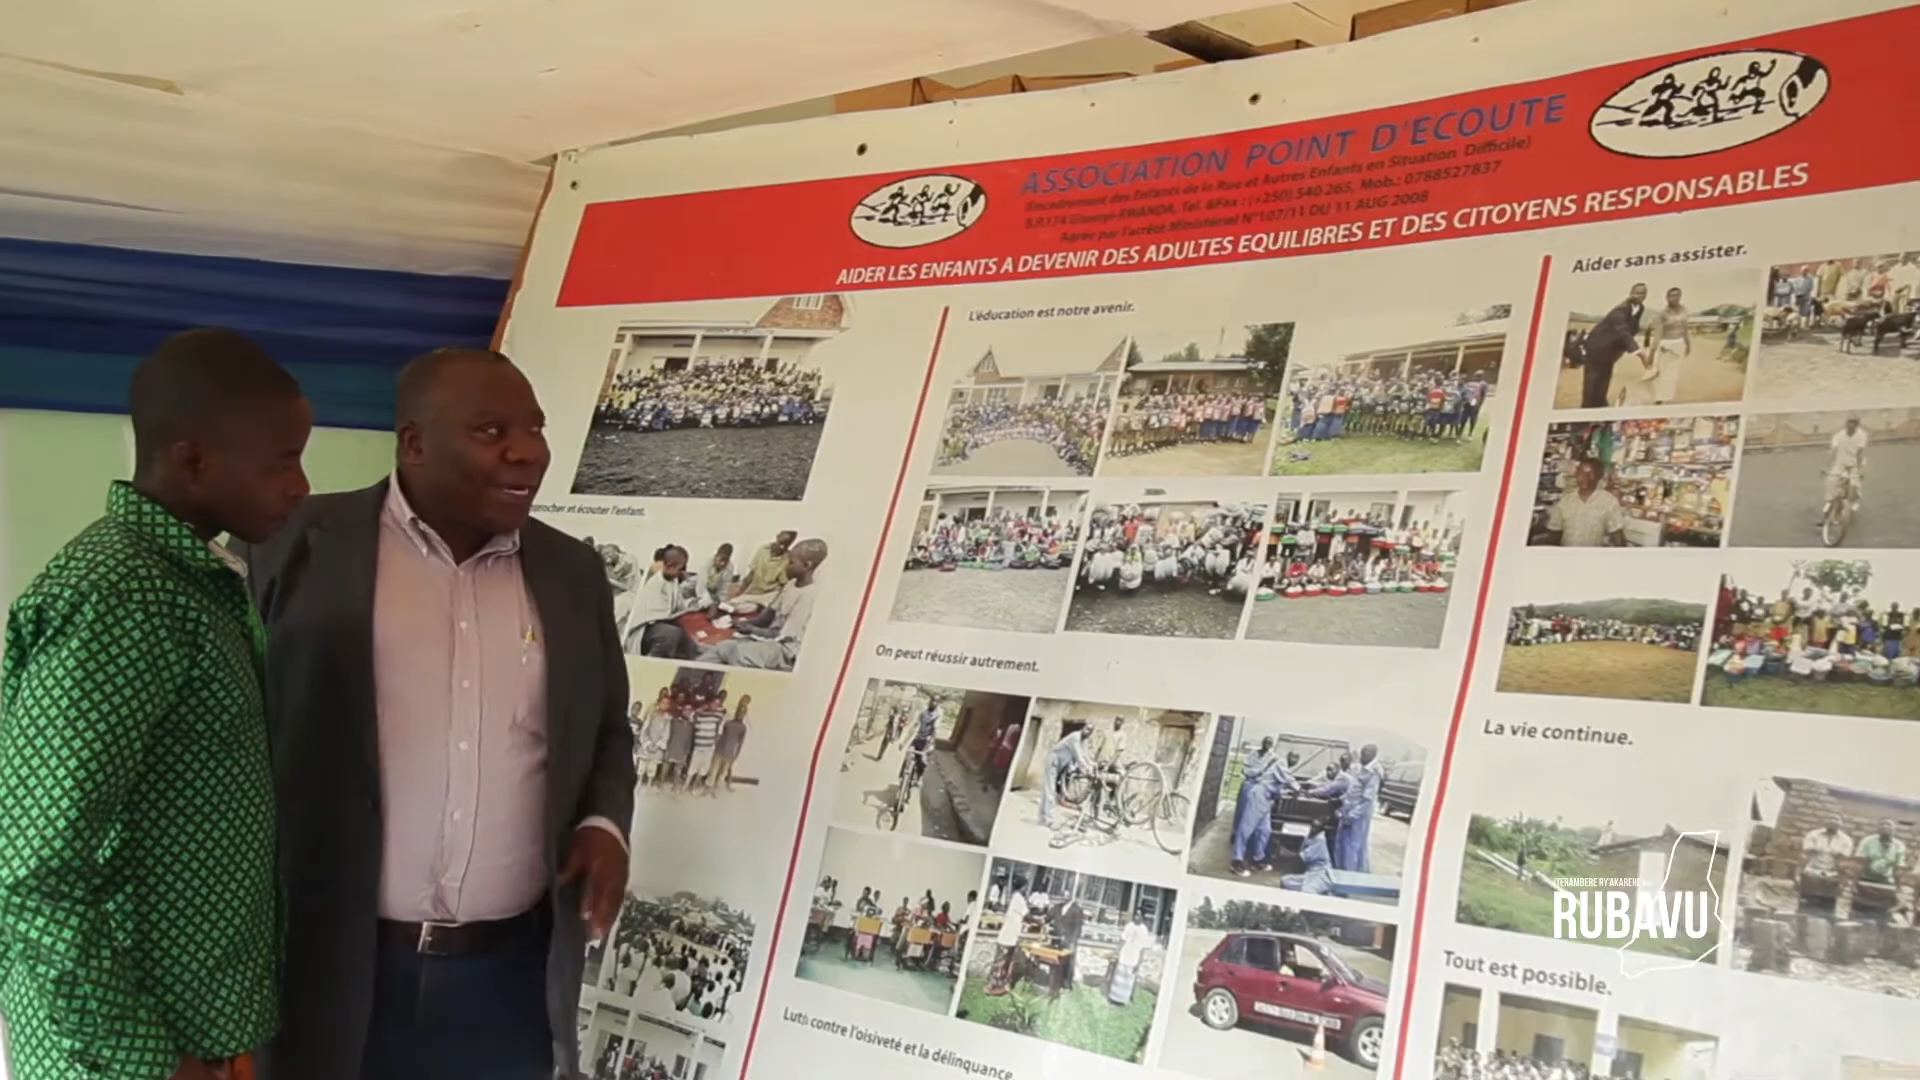 ASSOCIATION POINT D'ECOUTE
(Encadrement des Enfants de la Rue et Autres Enfants en Situation Difficile)
B.P.174 Gisenyi-RWANDA, Tel. &Fax : (+250) 540 265, Mob.: 0788527837
Agréé par l'arrêté Ministériel N°107/11 DU 11 AUG 2008
AIDER LES ENFANTS A DEVENIR DES ADULTES EQUILIBRES ET DES CITOYENS RESPONSABLES
et écouter l'enfant.
L'éducation est notre avenir.
On peut réussir autrement.
contre l'oisiveté et la délinquance.
Aider sans assister.
La vie continue.
Tout est possible.
RUBAVU